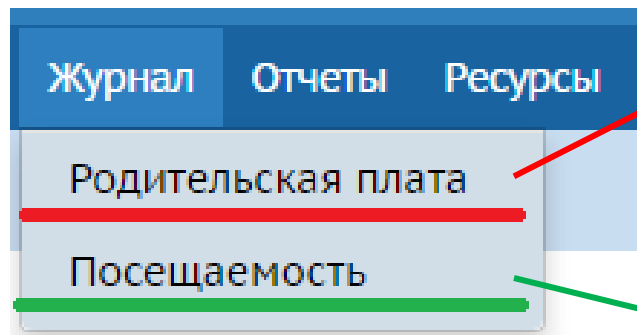 Журнал Отчеты Ресурсы
Родительская плата
Посещаемость